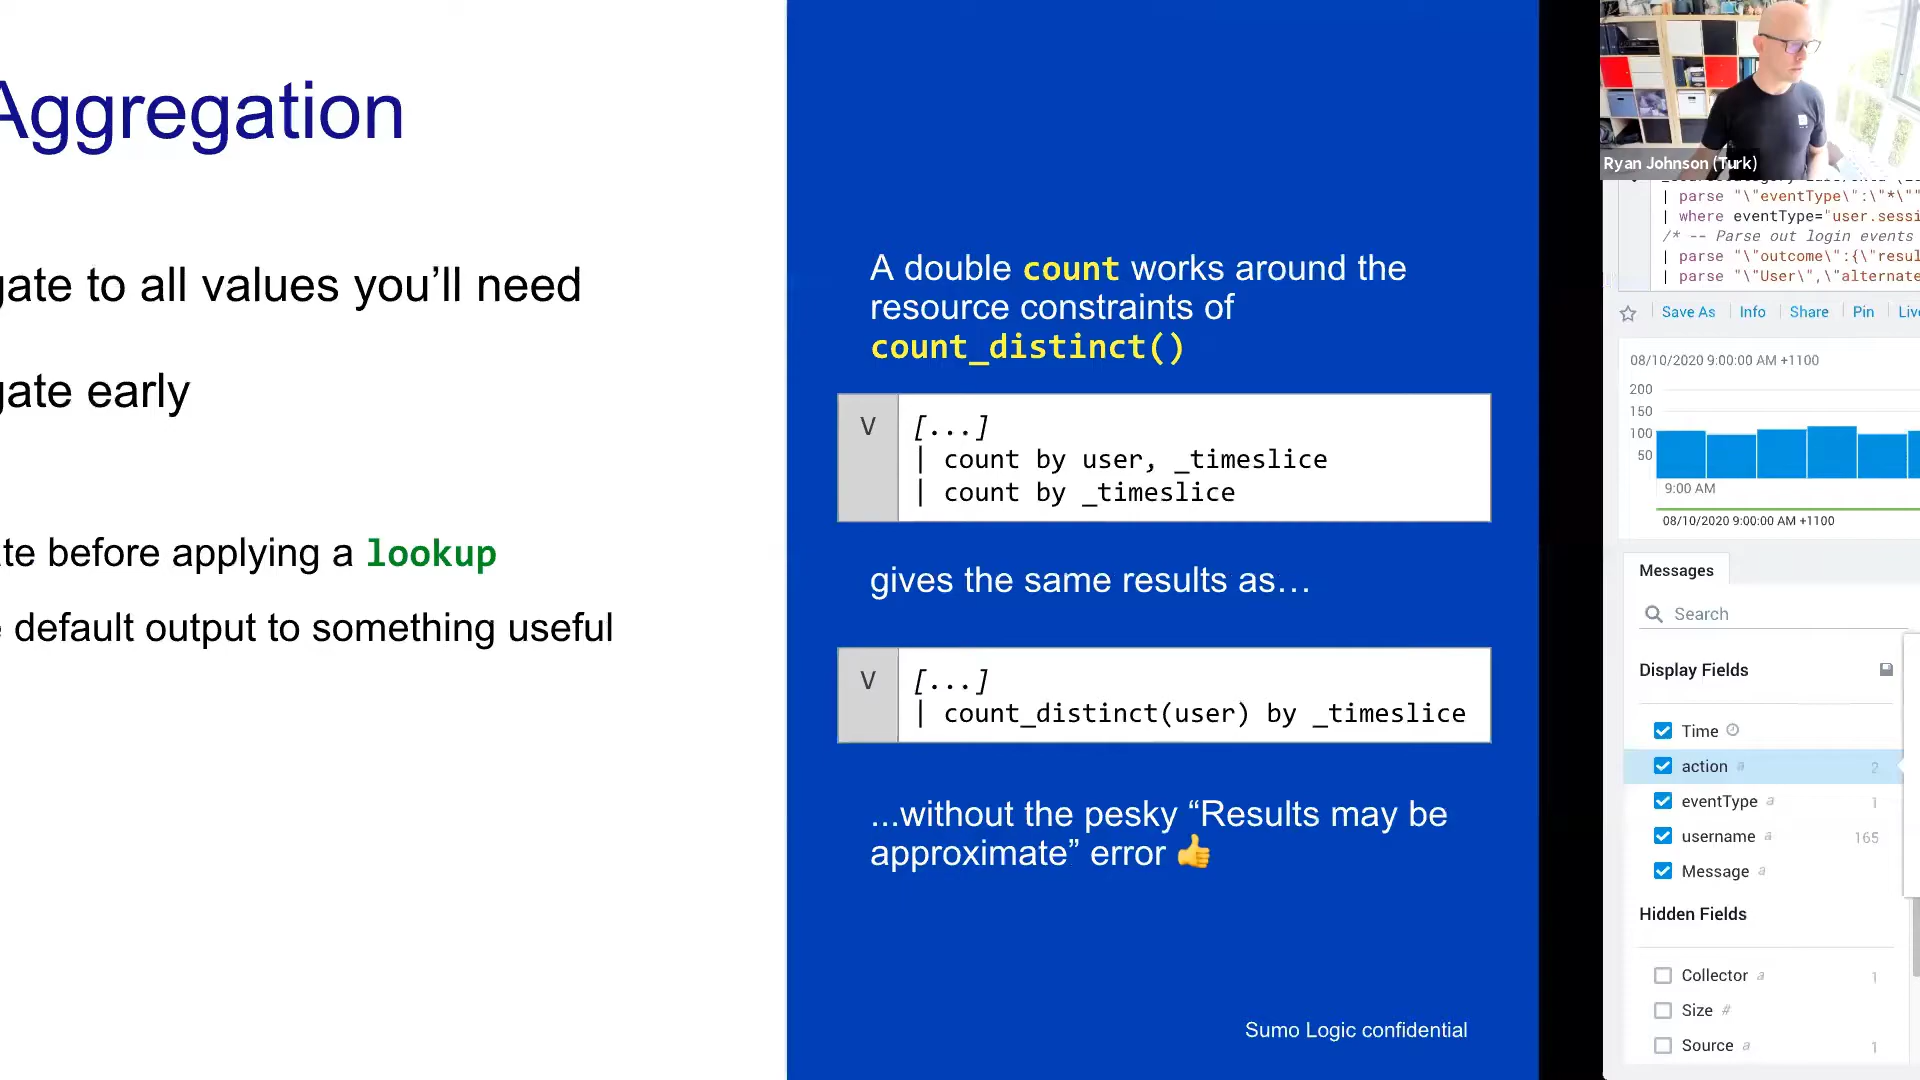 Aggregation
gate to all values you’ll need
gate early
te before applying a lookup
default output to something useful
A double count works around the
resource constraints of
count_distinct()
V
[...]
| count by user, _timeslice
| count by _timeslice
gives the same results as…
V
[...]
| count_distinct(user) by _timeslice
...without the pesky “Results may be
approximate” error 👍
Sumo Logic confidential
Ryan Johnson (Turk)
| parse "\"eventType\":\"*\""
| where eventType="user.sessi
/* -- Parse out login events
| parse "\"outcome\":{\"resul
| parse "\"User\",\"alternate
Save As Info Share Pin Live
08/10/2020 9:00:00 AM +1100
200
150
100
50
9:00 AM
08/10/2020 9:00:00 AM +1100
Messages
Search
Display Fields
Time
action a 2
eventType a 1
username a 165
Message a
Hidden Fields
Collector a 1
Size #
Source a 1